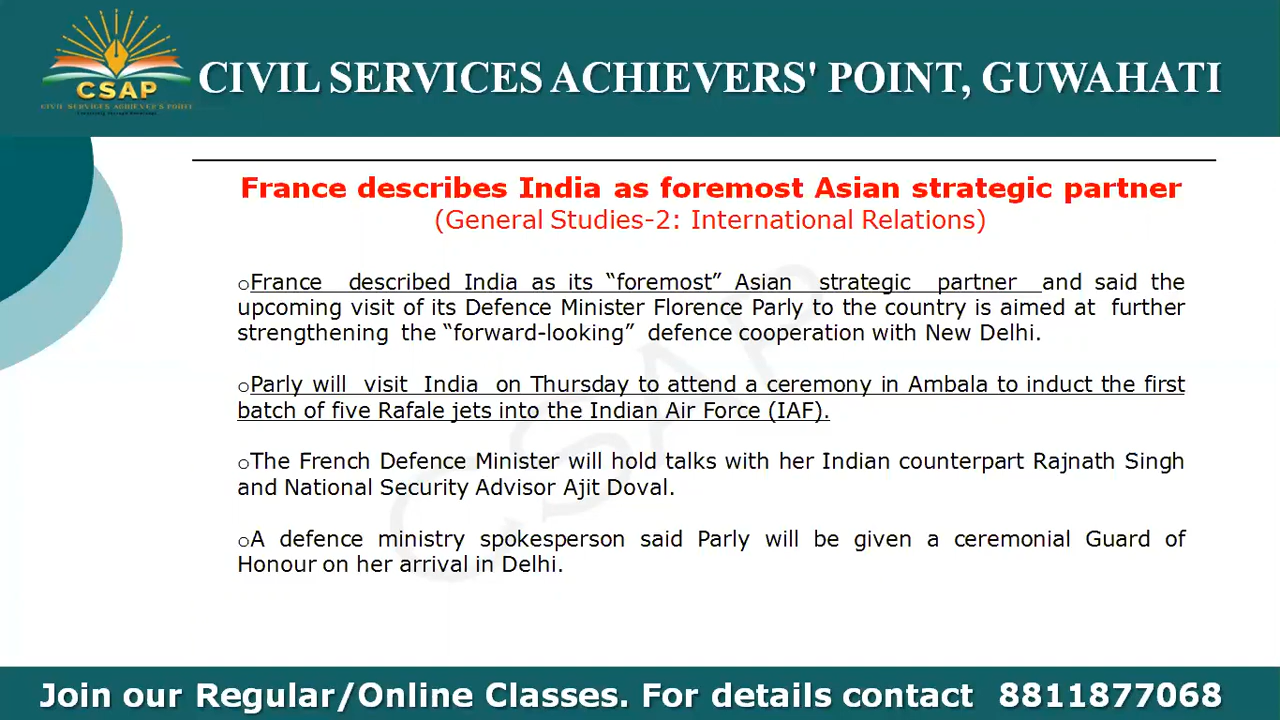 CSAP
CIVIL SERVICES ACHIEVER'S POINT
CIVIL SERVICES ACHIEVERS' POINT, GUWAHATI
France describes India as foremost Asian strategic partner
(General Studies-2: International Relations)
oFrance described India as its “foremost” Asian strategic partner and said the
upcoming visit of its Defence Minister Florence Parly to the country is aimed at further
strengthening the “forward-looking” defence cooperation with New Delhi.
oParly will visit India on Thursday to attend a ceremony in Ambala to induct the first
batch of five Rafale jets into the Indian Air Force (IAF).
oThe French Defence Minister will hold talks with her Indian counterpart Rajnath Singh
and National Security Advisor Ajit Doval.
oA defence ministry spokesperson said Parly will be given a ceremonial Guard of
Honour on her arrival in Delhi.
CSAP
Join our Regular/Online Classes. For details contact 8811877068